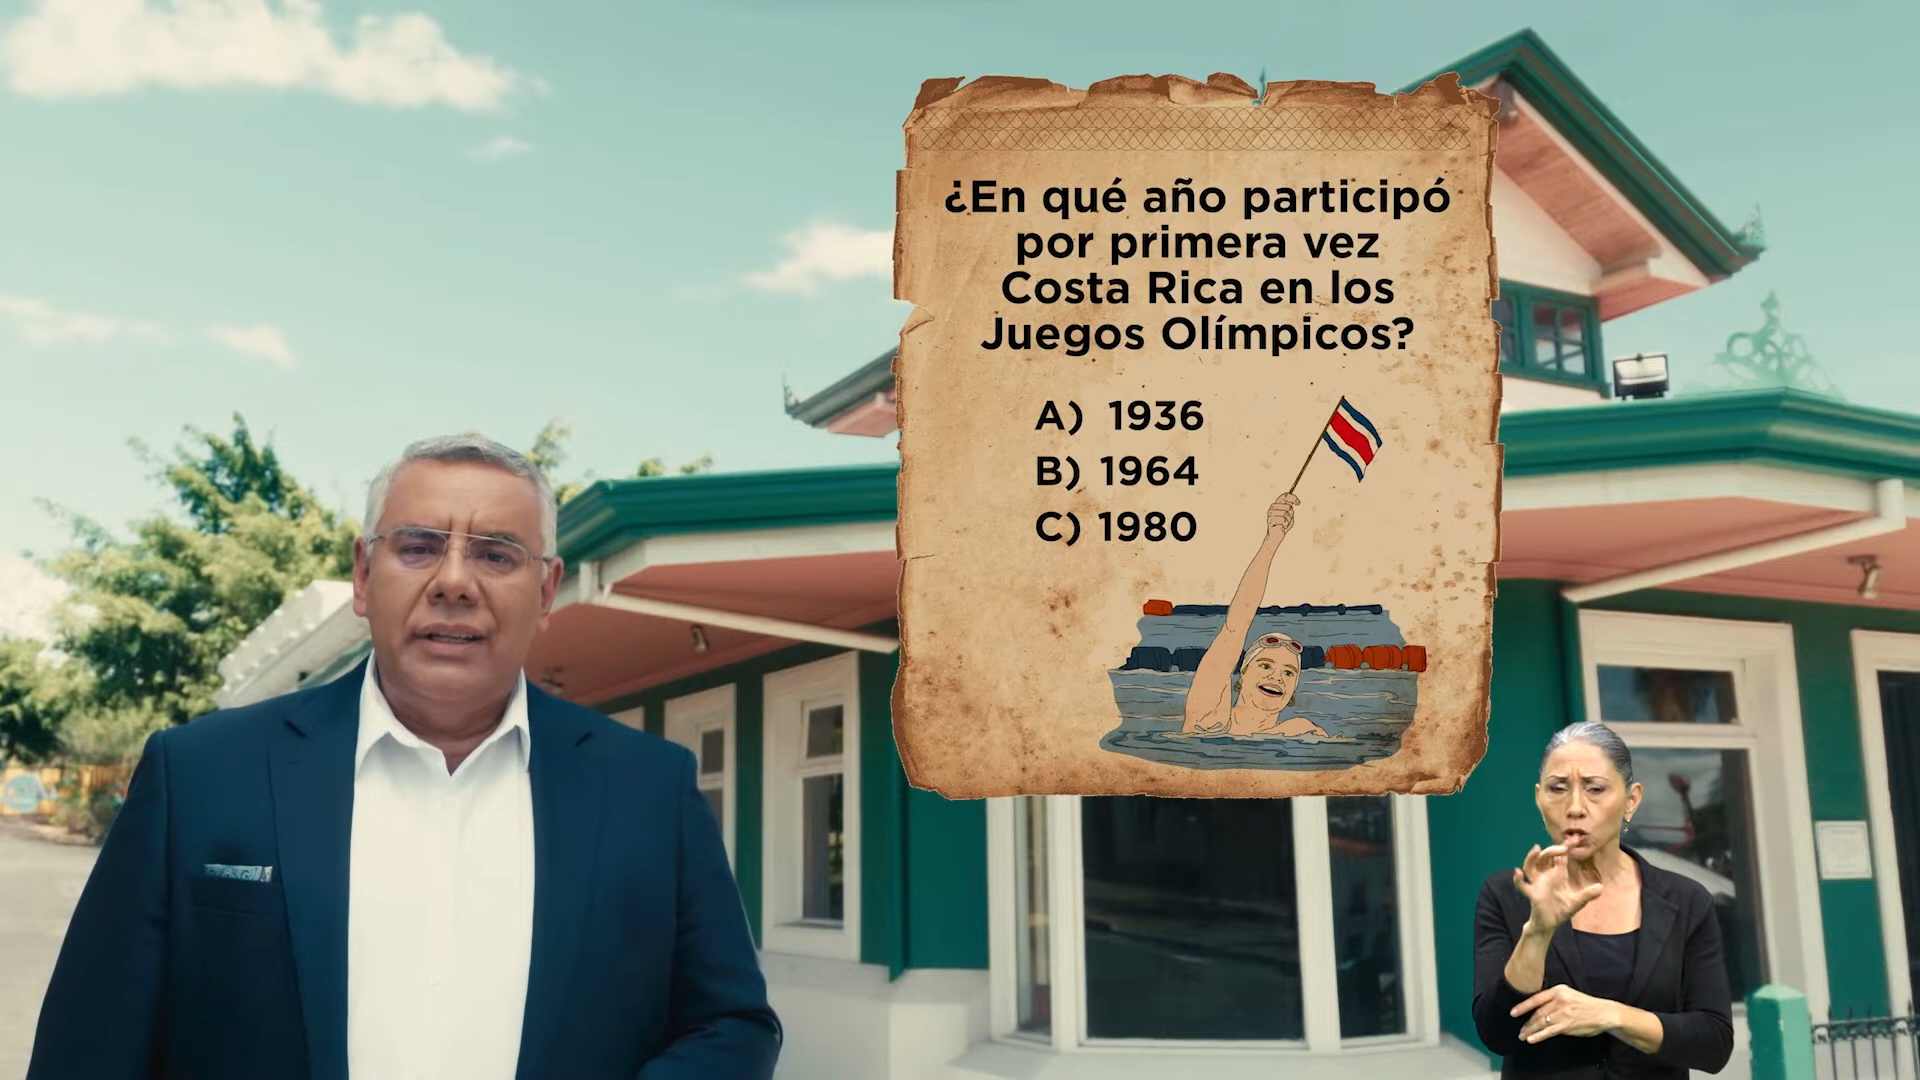 ¿En qué año participó
por primera vez
Costa Rica en los
Juegos Olímpicos?
A) 1936
B) 1964
C) 1980